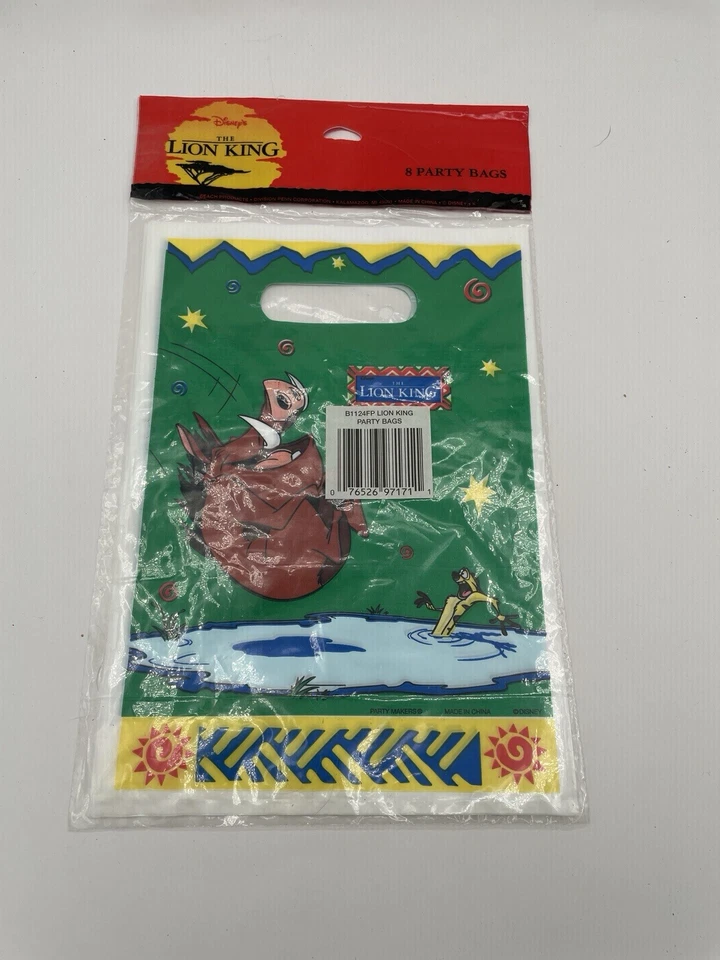 Disney's
THE
LION KING
8 PARTY BAGS
MADE IN CHINA
THE
LION KING
B1124FP LION KING
PARTY BAGS
0 76526 97171 1
PARTY MAKERS © MADE IN CHINA ©DISNEY